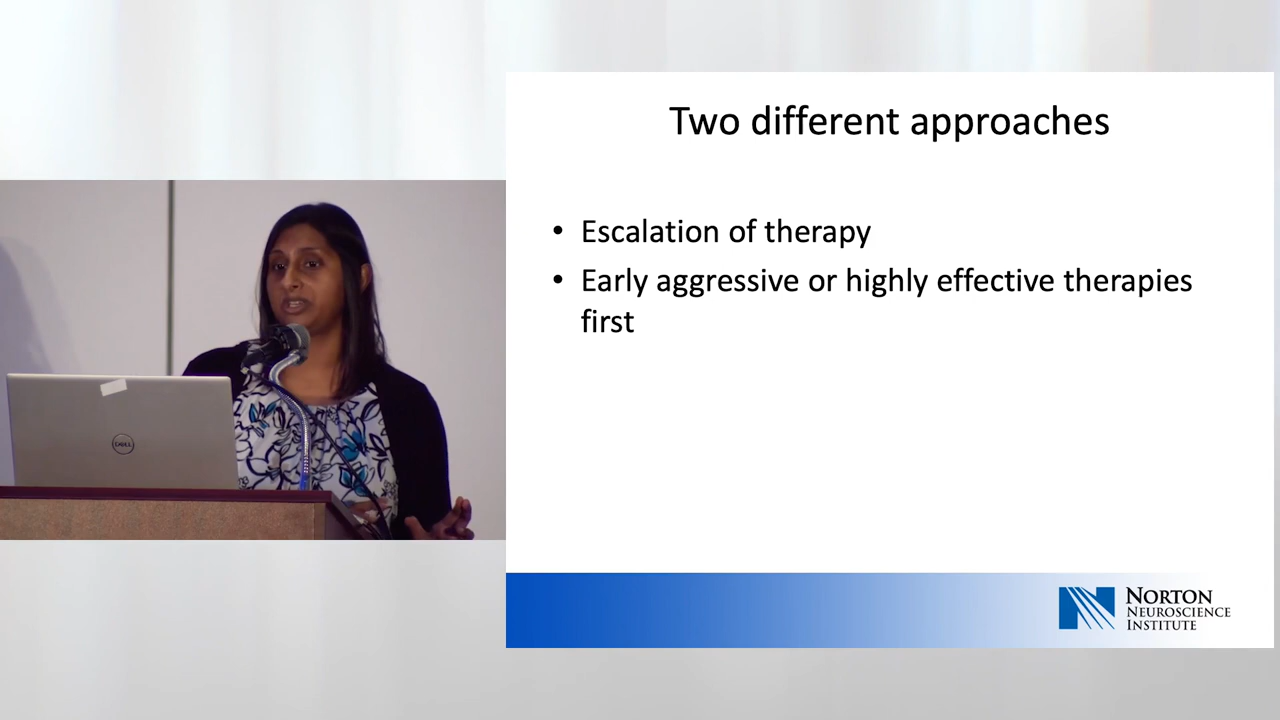 Two different approaches
• Escalation of therapy
• Early aggressive or highly effective therapies
first
DELL
NORTON
NEUROSCIENCE
INSTITUTE